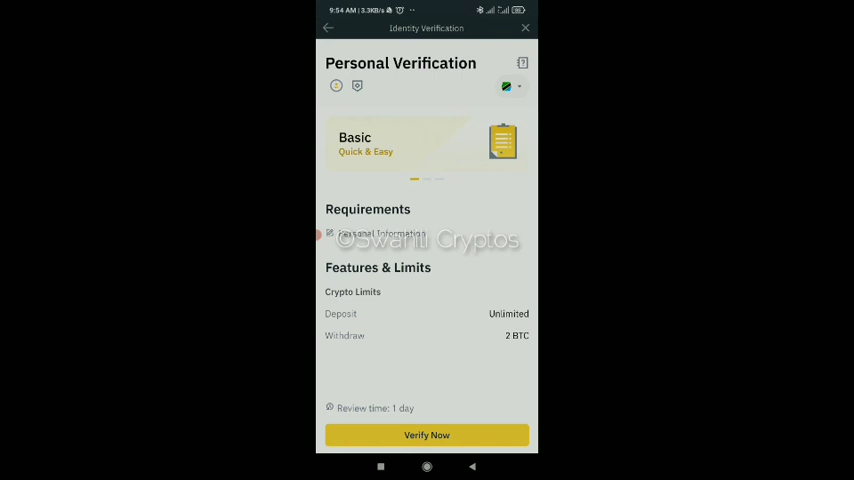 9:54 AM | 3.3KB/s
Identity Verification
Personal Verification
Basic
Quick & Easy
Requirements
Personal Information
©Swahili Cryptos
Features & Limits
Crypto Limits
Deposit Unlimited
Withdraw 2 BTC
Review time: 1 day
Verify Now